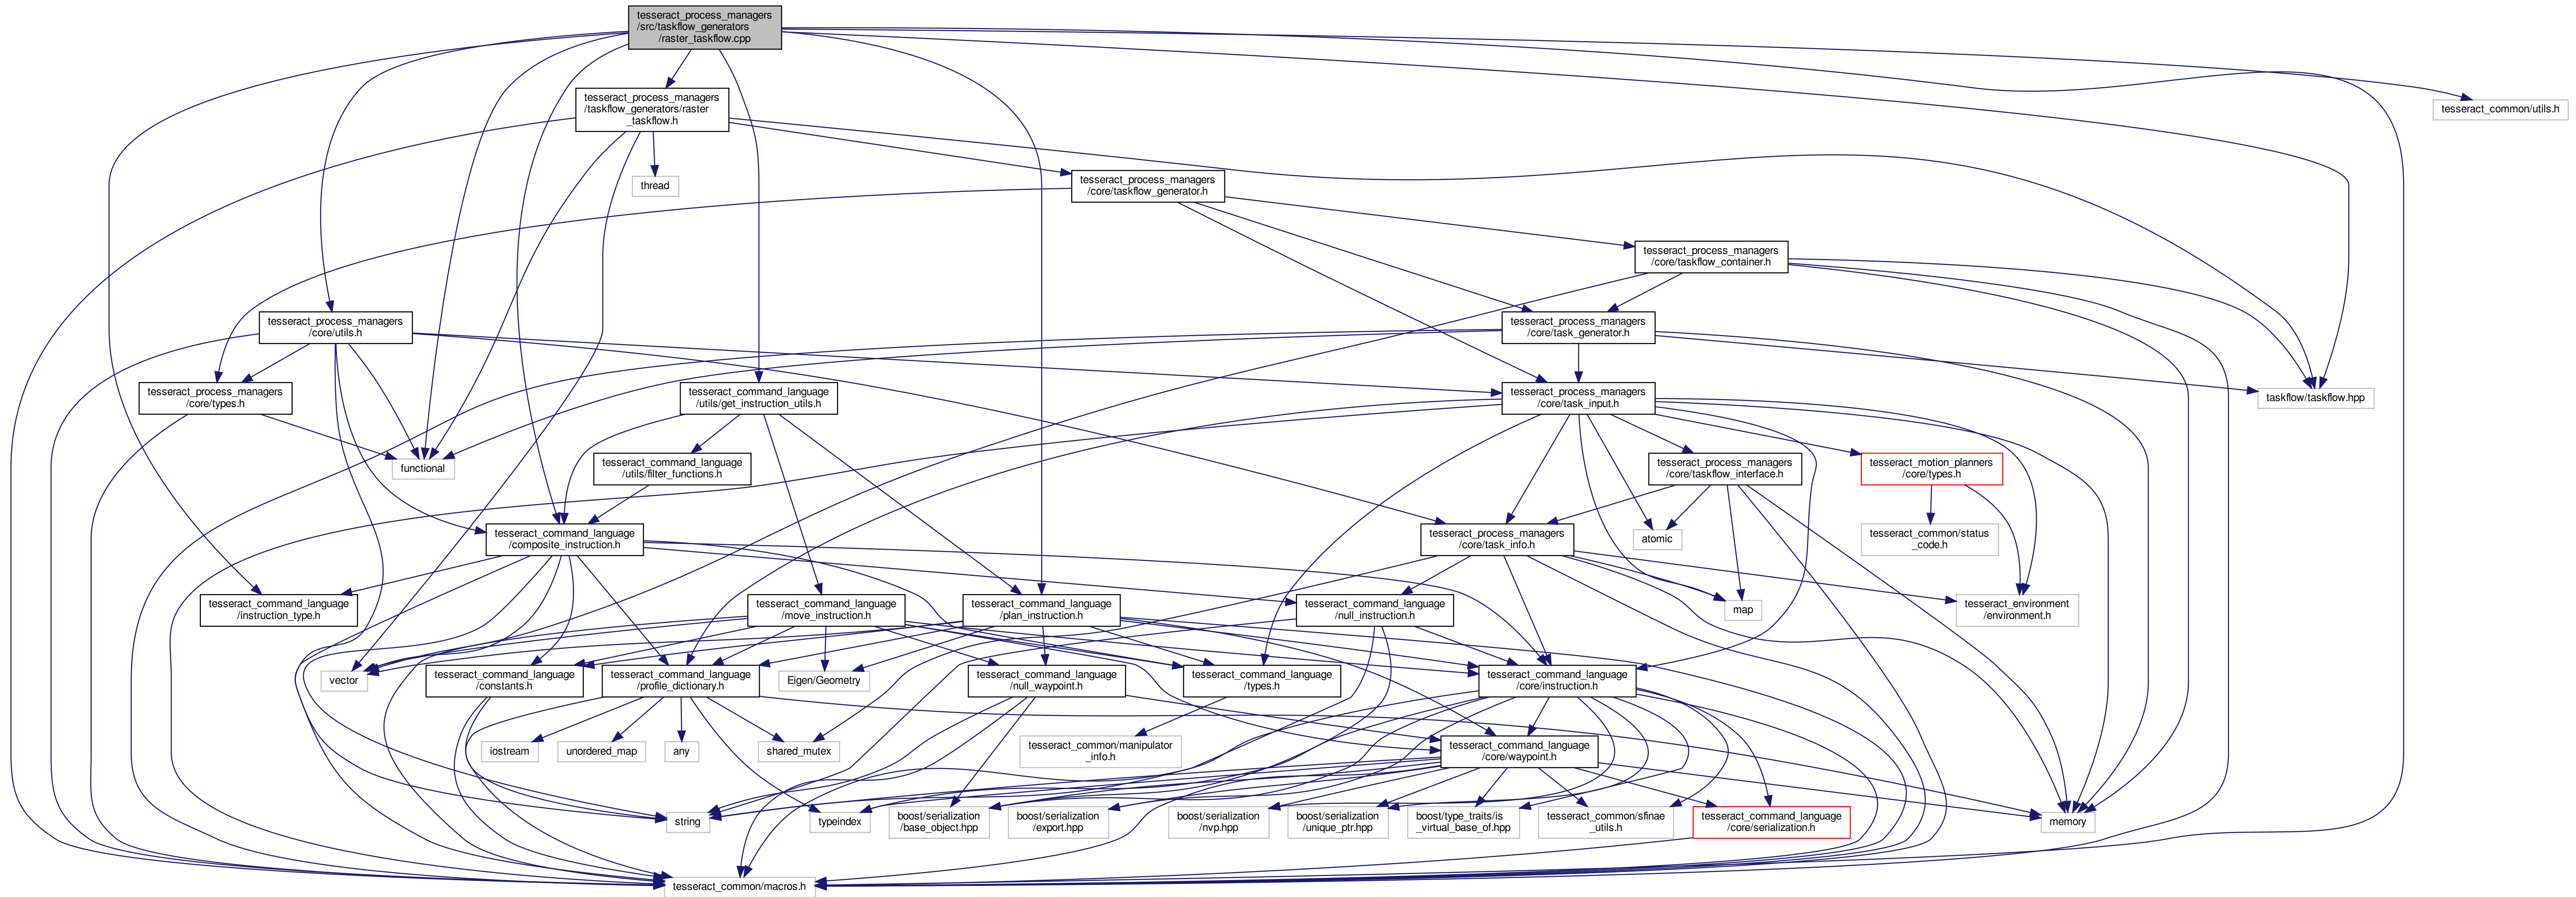 tesseract_process_managers
/src/taskflow_generators
/raster_taskflow.cpp
tesseract_process_managers
/taskflow_generators/raster
_taskflow.h
tesseract_common/utils.h
thread
tesseract_process_managers
/core/taskflow_generator.h
tesseract_process_managers
/core/taskflow_container.h
tesseract_process_managers
/core/utils.h
tesseract_process_managers
/core/task_generator.h
tesseract_process_managers
/core/types.h
tesseract_command_language
/utils/get_instruction_utils.h
tesseract_process_managers
/core/task_input.h
taskflow/taskflow.hpp
functional
tesseract_command_language
/utils/filter_functions.h
tesseract_process_managers
/core/taskflow_interface.h
tesseract_motion_planners
/core/types.h
tesseract_command_language
/composite_instruction.h
tesseract_process_managers
/core/task_info.h
atomic
tesseract_common/status
_code.h
tesseract_command_language
/instruction_type.h
tesseract_command_language
/move_instruction.h
tesseract_command_language
/plan_instruction.h
tesseract_command_language
/null_instruction.h
map
tesseract_environment
/environment.h
vector
tesseract_command_language
/constants.h
tesseract_command_language
/profile_dictionary.h
Eigen/Geometry
tesseract_command_language
/null_waypoint.h
tesseract_command_language
/types.h
tesseract_command_language
/core/instruction.h
iostream
unordered_map
any
shared_mutex
tesseract_common/manipulator
_info.h
tesseract_command_language
/core/waypoint.h
string
typeindex
boost/serialization
/base_object.hpp
boost/serialization
/export.hpp
boost/serialization
/nvp.hpp
boost/serialization
/unique_ptr.hpp
boost/type_traits/is
_virtual_base_of.hpp
tesseract_common/sfinae
_utils.h
tesseract_command_language
/core/serialization.h
memory
tesseract_common/macros.h